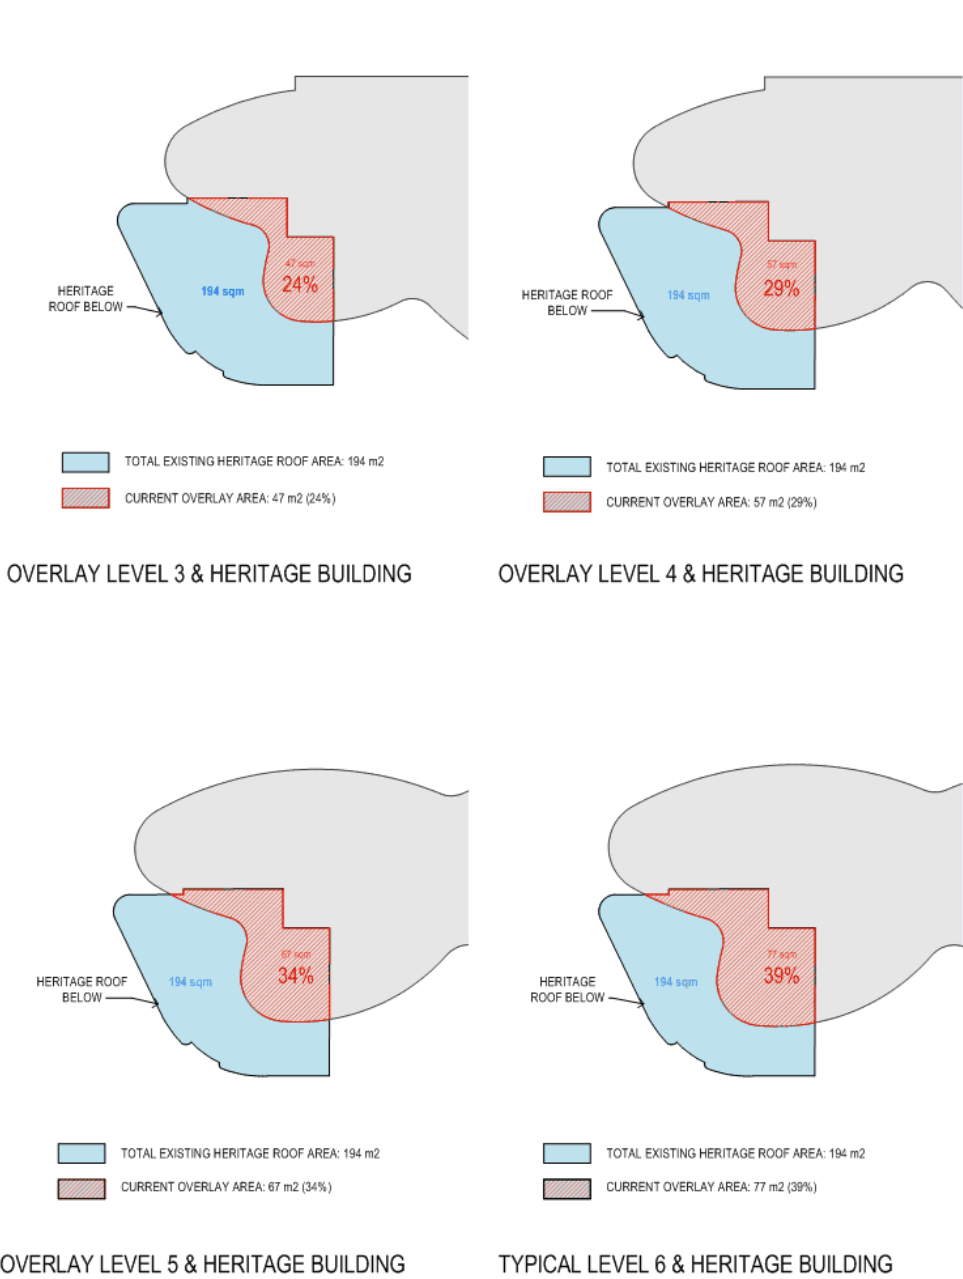 47 sqm
24%
194 sqm
HERITAGE
ROOF BELOW
TOTAL EXISTING HERITAGE ROOF AREA: 194 m2
CURRENT OVERLAY AREA: 47 m2 (24%)
OVERLAY LEVEL 3 & HERITAGE BUILDING
57 sqm
29%
194 sqm
HERITAGE ROOF
BELOW
TOTAL EXISTING HERITAGE ROOF AREA: 194 m2
CURRENT OVERLAY AREA: 57 m2 (29%)
OVERLAY LEVEL 4 & HERITAGE BUILDING
67 sqm
34%
194 sqm
HERITAGE ROOF
BELOW
TOTAL EXISTING HERITAGE ROOF AREA: 194 m2
CURRENT OVERLAY AREA: 67 m2 (34%)
OVERLAY LEVEL 5 & HERITAGE BUILDING
77 sqm
39%
194 sqm
HERITAGE
ROOF BELOW
TOTAL EXISTING HERITAGE ROOF AREA: 194 m2
CURRENT OVERLAY AREA: 77 m2 (39%)
TYPICAL LEVEL 6 & HERITAGE BUILDING